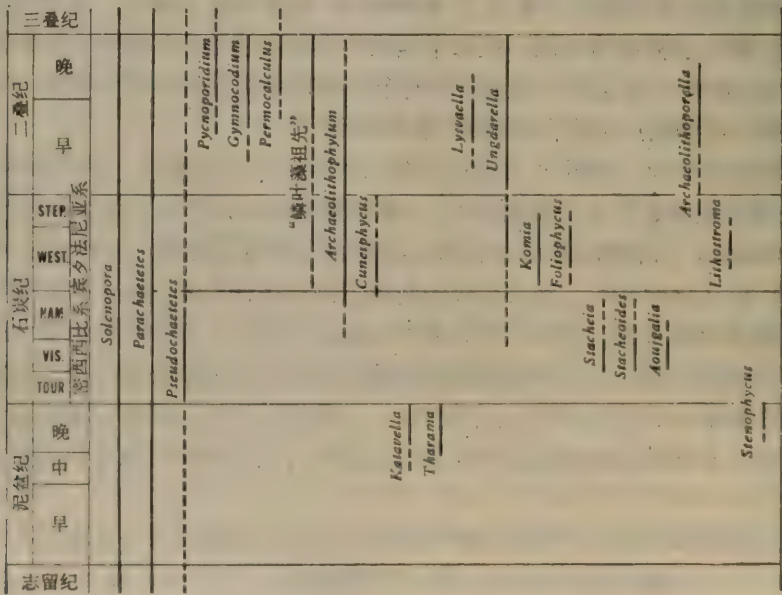 三叠纪
二叠纪
晚
早
石炭纪
宾夕法尼亚系
密西西比系
STEP.
WEST.
NAM.
VIS.
TOUR
泥盆纪
晚
中
早
志留纪
Solenopora
Parachaetetes
Pseudochaetetes
Pycnoporidium
Gymnocodium
Permocalculus
“鳞叶藻祖先”
Archaeolithophylum
Cuneiphycus
Katavella
Tharama
Lysvaella
Ungdarella
Komia
Foliophycus
Stacheia
Stacheoides
Aoujgalia
Archaeolithoporella
Lithostroma
Stenophycus